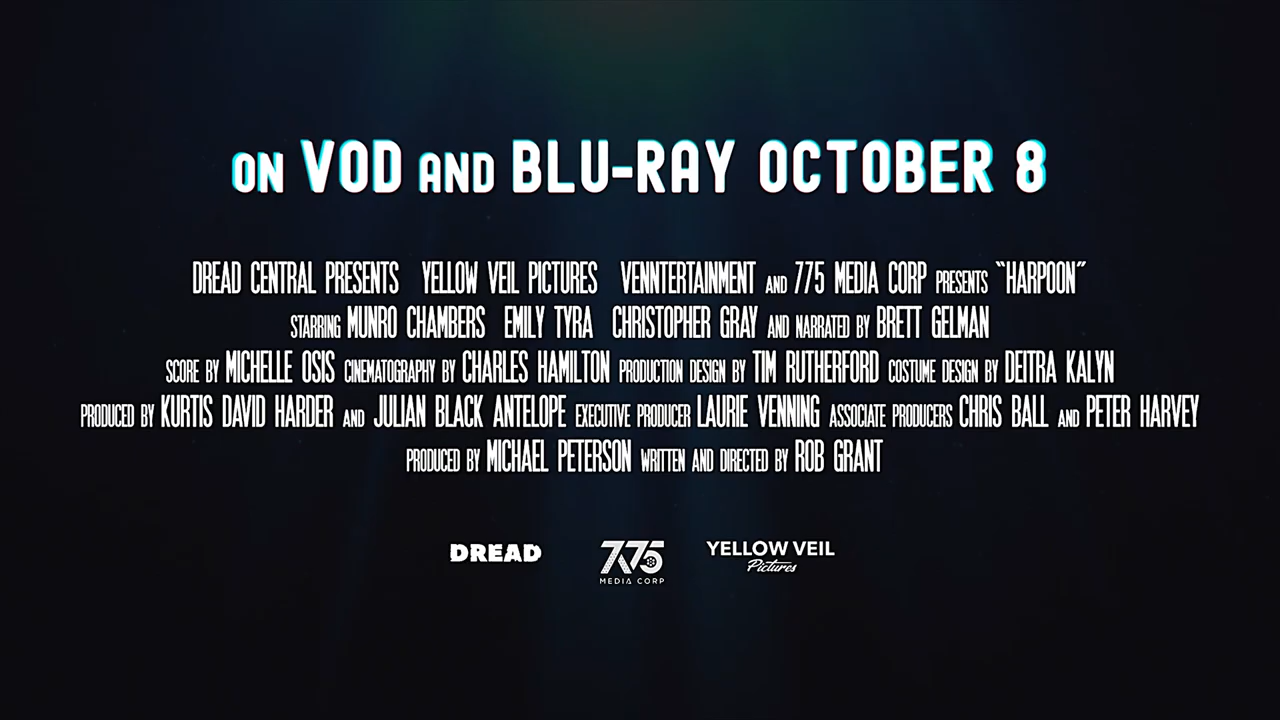 ON VOD AND BLU-RAY OCTOBER 8
DREAD CENTRAL PRESENTS YELLOW VEIL PICTURES VENNTERTAINMENT AND 775 MEDIA CORP PRESENTS "HARPOON"
STARRING MUNRO CHAMBERS EMILY TYRA CHRISTOPHER GRAY AND NARRATED BY BRETT GELMAN
SCORE BY MICHELLE OSIS CINEMATOGRAPHY BY CHARLES HAMILTON PRODUCTION DESIGN BY TIM RUTHERFORD COSTUME DESIGN BY DEITRA KALYN
PRODUCED BY KURTIS DAVID HARDER AND JULIAN BLACK ANTELOPE EXECUTIVE PRODUCER LAURIE VENNING ASSOCIATE PRODUCERS CHRIS BALL AND PETER HARVEY
PRODUCED BY MICHAEL PETERSON WRITTEN AND DIRECTED BY ROB GRANT
DREAD 775 YELLOW VEIL
MEDIA CORP Pictures